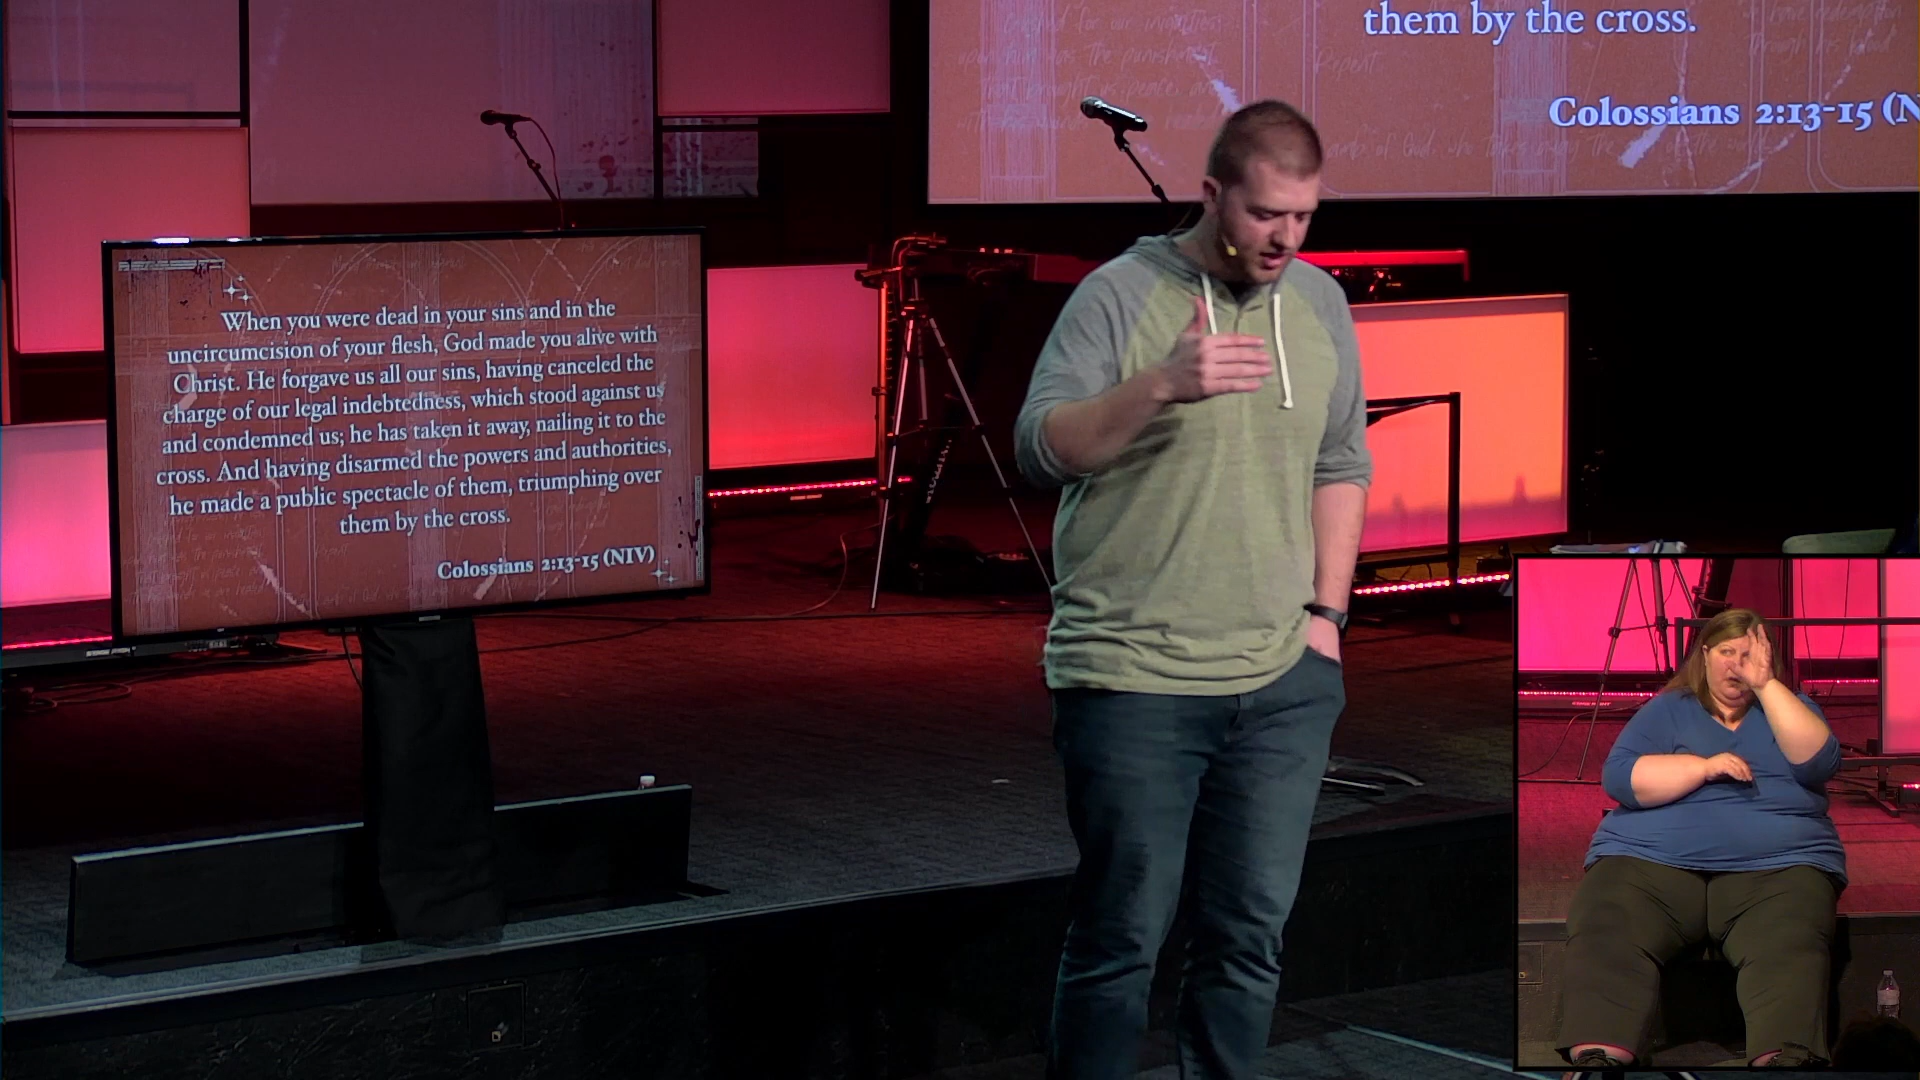 them by the cross.
Colossians 2:13-15 (N
When you were dead in your sins and in the
uncircumcision of your flesh, God made you alive with
Christ. He forgave us all our sins, having canceled the
charge of our legal indebtedness, which stood against us
and condemned us; he has taken it away, nailing it to the
cross. And having disarmed the powers and authorities,
he made a public spectacle of them, triumphing over
them by the cross.
Colossians 2:13-15 (NIV)